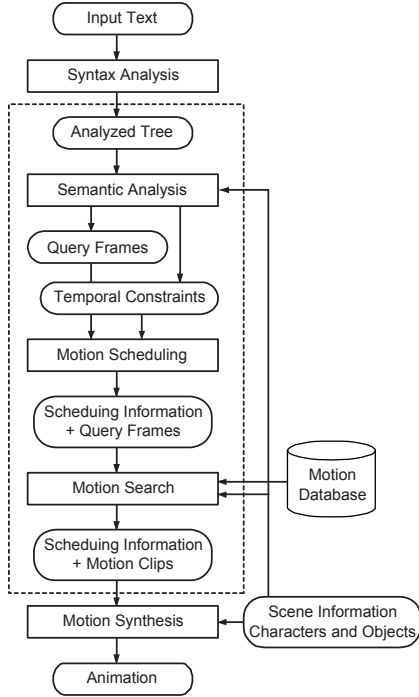 Input Text
Syntax Analysis
Analyzed Tree
Semantic Analysis
Query Frames
Temporal Constraints
Motion Scheduling
Scheduing Information
+ Query Frames
Motion Search
Motion
Database
Scheduing Information
+ Motion Clips
Motion Synthesis
Scene Information
Characters and Objects
Animation